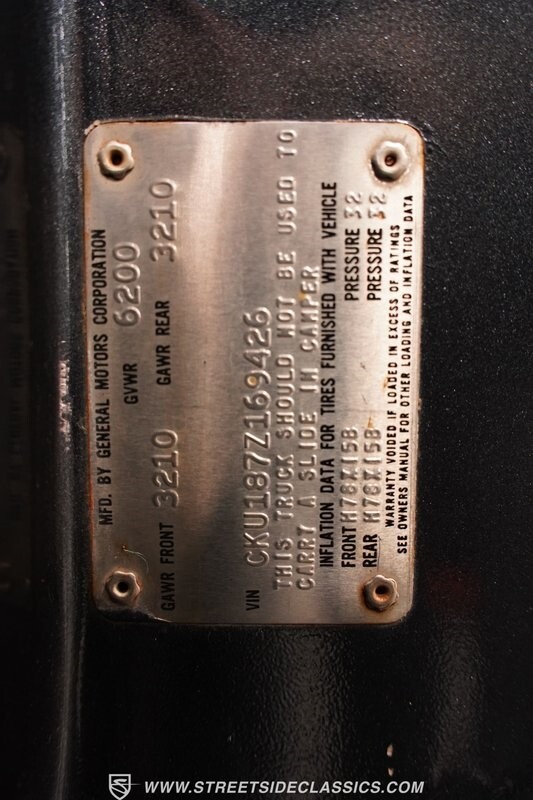 MFD. BY GENERAL MOTORS CORPORATION
GVWR 6200
GAWR FRONT 3210 GAWR REAR 3210
VIN CKU187Z169426
THIS TRUCK SHOULD NOT BE USED TO
CARRY A SLIDE IN CAMPER
INFLATION DATA FOR TIRES FURNISHED WITH VEHICLE
FRONT H78X15B PRESSURE 32
REAR H78X15B PRESSURE 32
WARRANTY VOIDED IF LOADED IN EXCESS OF RATINGS
SEE OWNERS MANUAL FOR OTHER LOADING AND INFLATION DATA
WWW.STREETSIDECLASSICS.COM